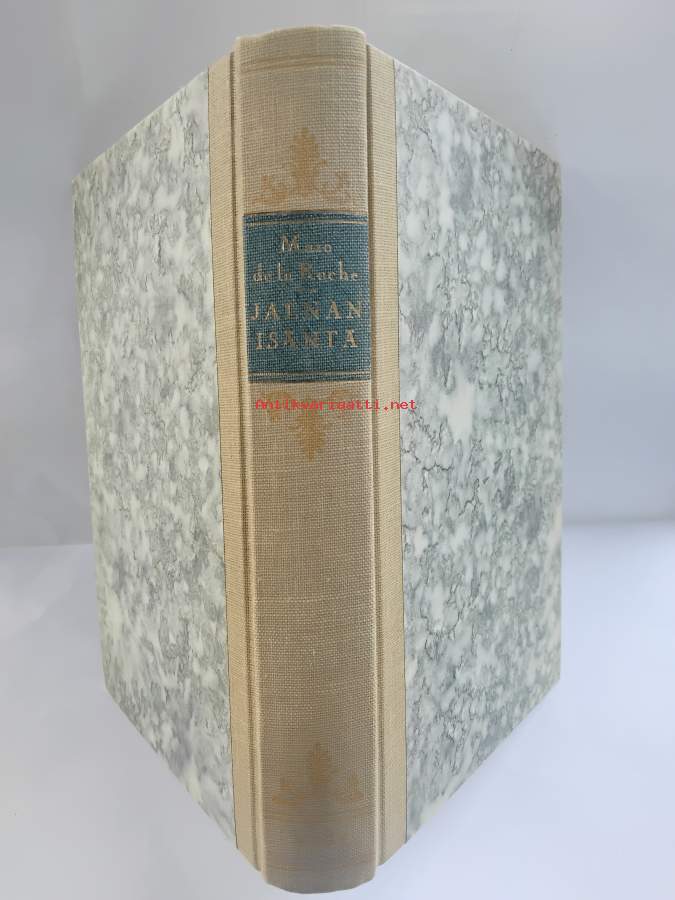 Mazo
de la Roche
JALNAN
ISÄNTÄ
Antikvariaatti.net